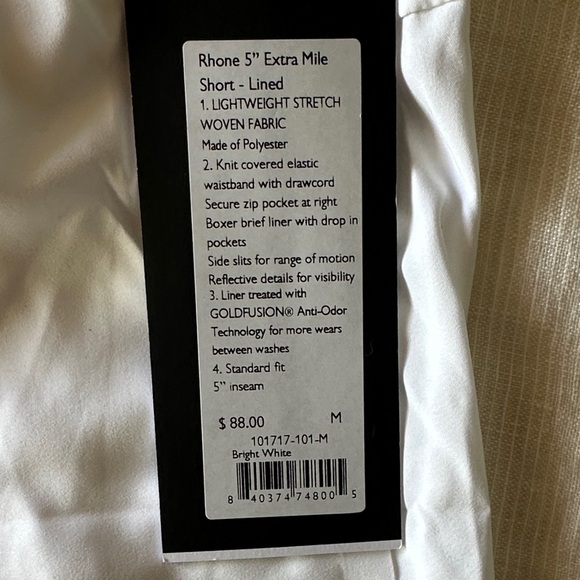 Rhone 5” Extra Mile
Short - Lined
1. LIGHTWEIGHT STRETCH
WOVEN FABRIC
Made of Polyester
2. Knit covered elastic
waistband with drawcord
Secure zip pocket at right
Boxer brief liner with drop in
pockets
Side slits for range of motion
Reflective details for visibility
3. Liner treated with
GOLDFUSION® Anti-Odor
Technology for more wears
between washes
4. Standard fit
5” inseam
$ 88.00 M
101717-101-M
Bright White
8 40374 74800 5